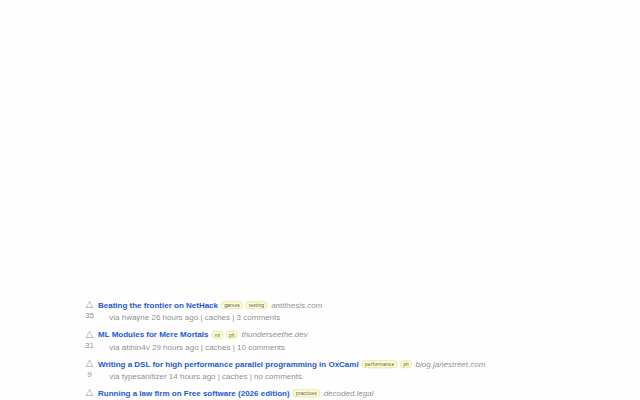 Beating the frontier on NetHack games testing antithesis.com
35 via hwayne 26 hours ago | caches | 3 comments
ML Modules for Mere Mortals ml plt thunderseethe.dev
31 via abhin4v 29 hours ago | caches | 10 comments
Writing a DSL for high performance parallel programming in OxCaml performance plt blog.janestreet.com
9 via typesanitizer 14 hours ago | caches | no comments
Running a law firm on Free software (2026 edition) practices decoded.legal